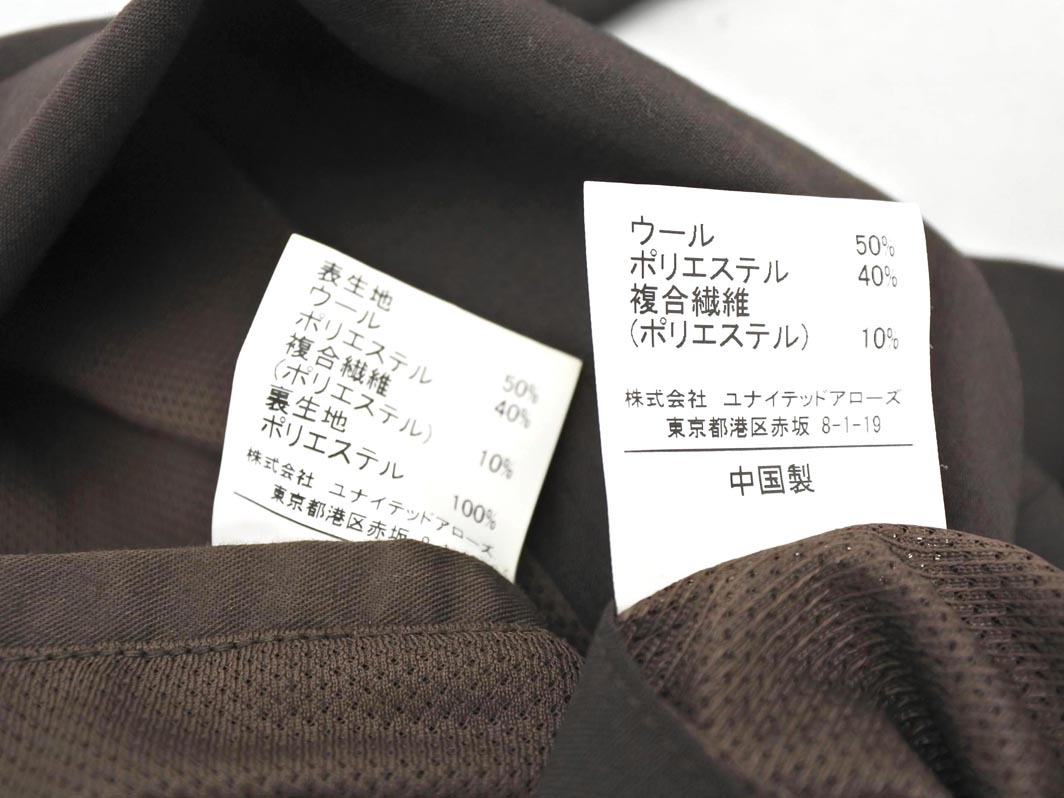 表生地
ウール 50%
ポリエステル 40%
複合繊維
(ポリエステル) 10%
裏生地
ポリエステル 100%
株式会社 ユナイテッドアローズ
東京都港区赤坂
ウール 50%
ポリエステル 40%
複合繊維
(ポリエステル) 10%
株式会社 ユナイテッドアローズ
東京都港区赤坂 8-1-19
中国製